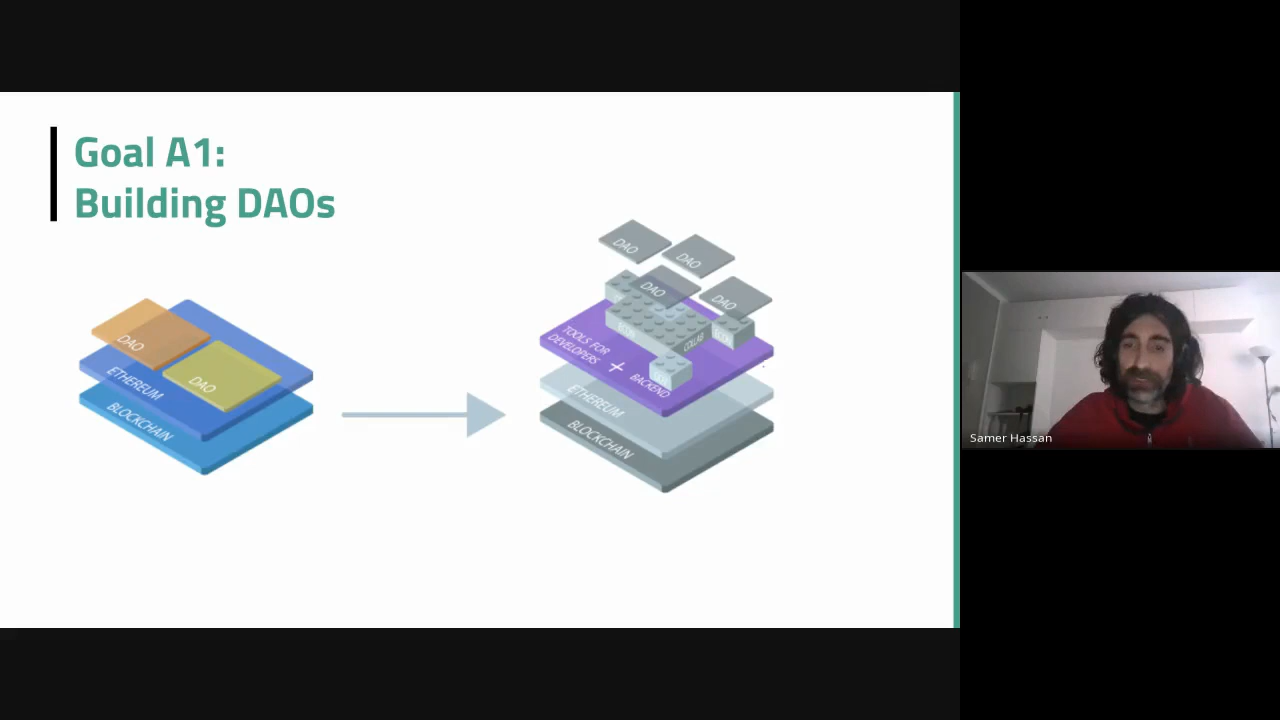 Goal A1:
Building DAOs
DAO
DAO
ETHEREUM
BLOCKCHAIN
DAO
DAO
DAO
DAO
COLLAB
TOOLS FOR
DEVELOPERS
+
BACKEND
ETHEREUM
BLOCKCHAIN
Samer Hassan